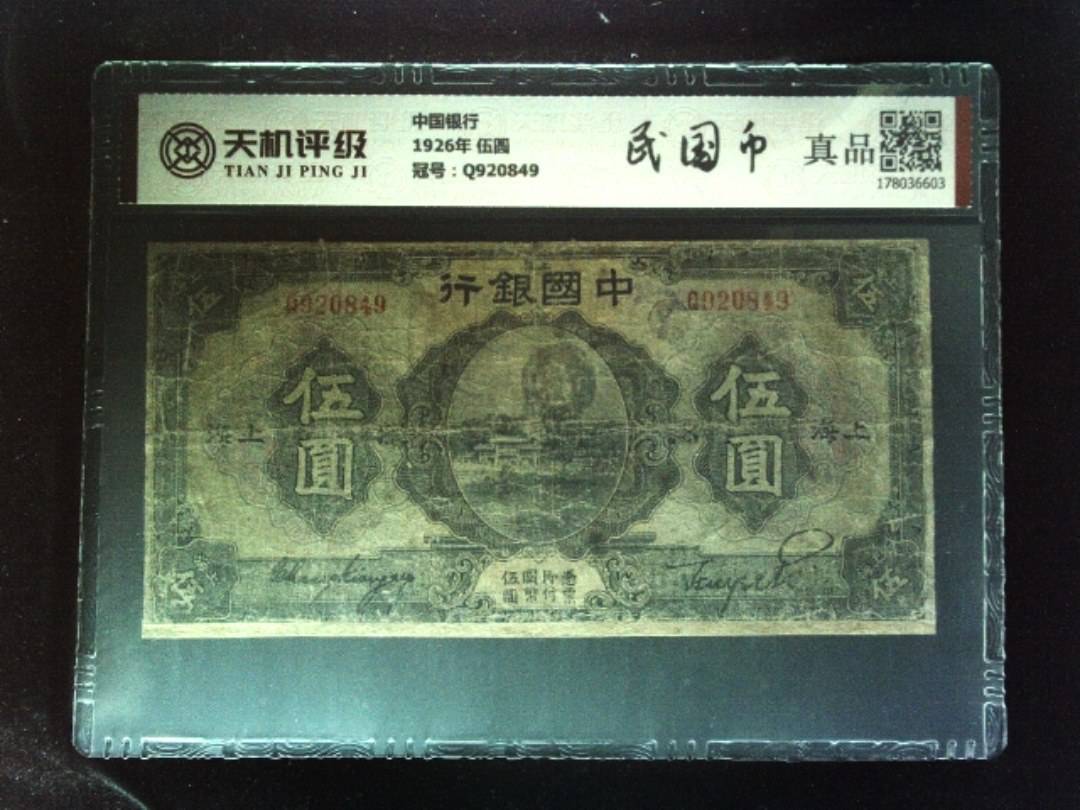 天机评级
TIAN JI PING JI
中国银行
1926年 伍圆
冠号：Q920849
民国币
真品
178036603
行銀國中
Q920849
Q920849
伍圓
伍圓
海上
海上
伍
伍